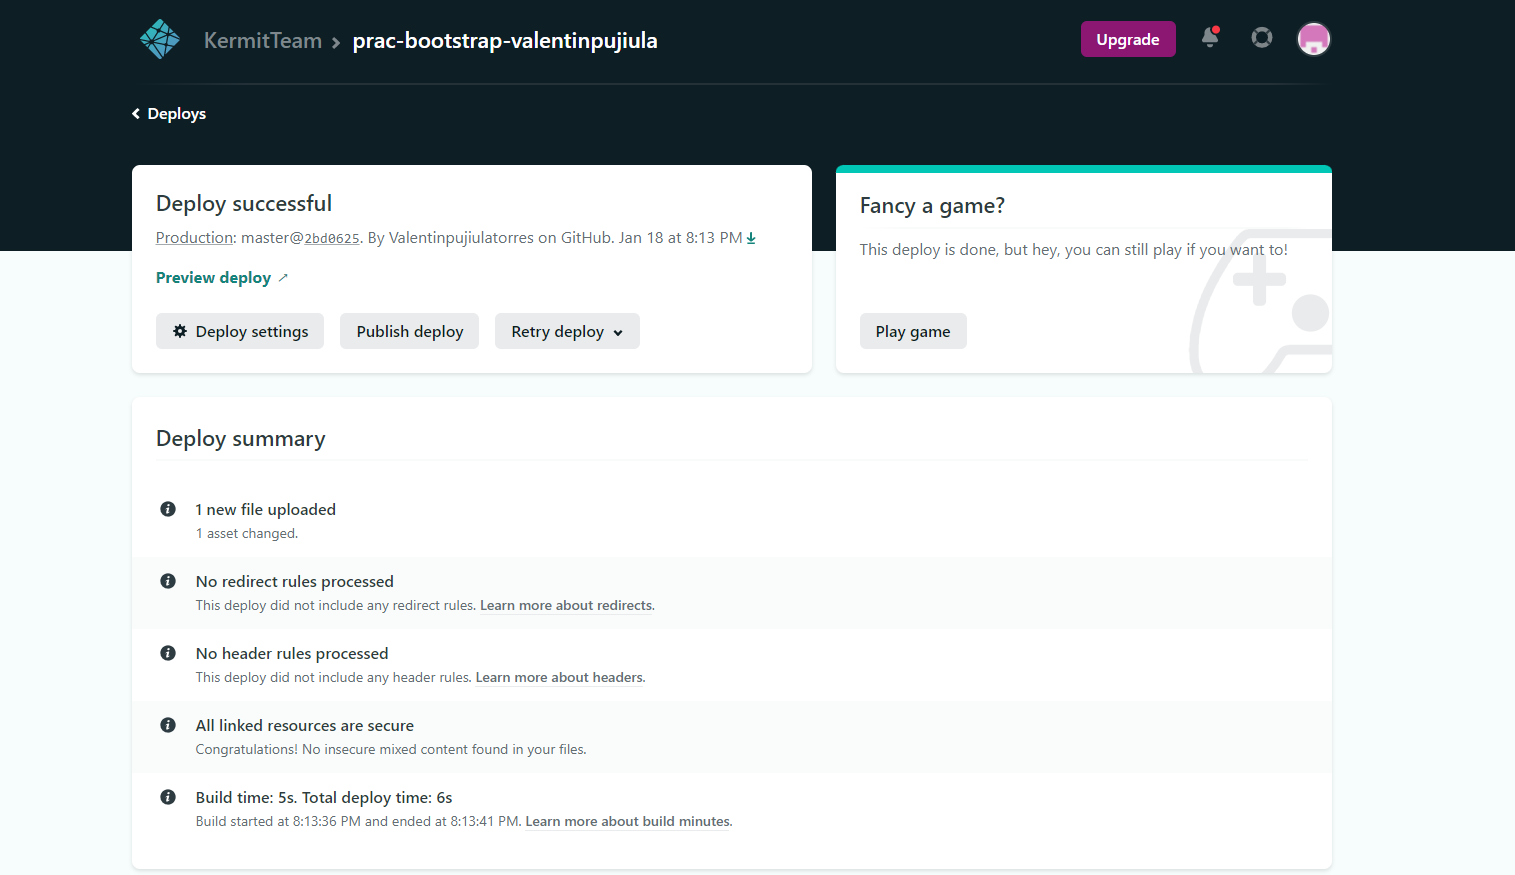 KermitTeam > prac-bootstrap-valentinpujiula
Upgrade
Deploys
Deploy successful
Production: master@2bd0625. By Valentinpujiulatorres on GitHub. Jan 18 at 8:13 PM
Preview deploy
Deploy settings
Publish deploy
Retry deploy
Fancy a game?
This deploy is done, but hey, you can still play if you want to!
Play game
Deploy summary
1 new file uploaded
1 asset changed.
No redirect rules processed
This deploy did not include any redirect rules. Learn more about redirects.
No header rules processed
This deploy did not include any header rules. Learn more about headers.
All linked resources are secure
Congratulations! No insecure mixed content found in your files.
Build time: 5s. Total deploy time: 6s
Build started at 8:13:36 PM and ended at 8:13:41 PM. Learn more about build minutes.